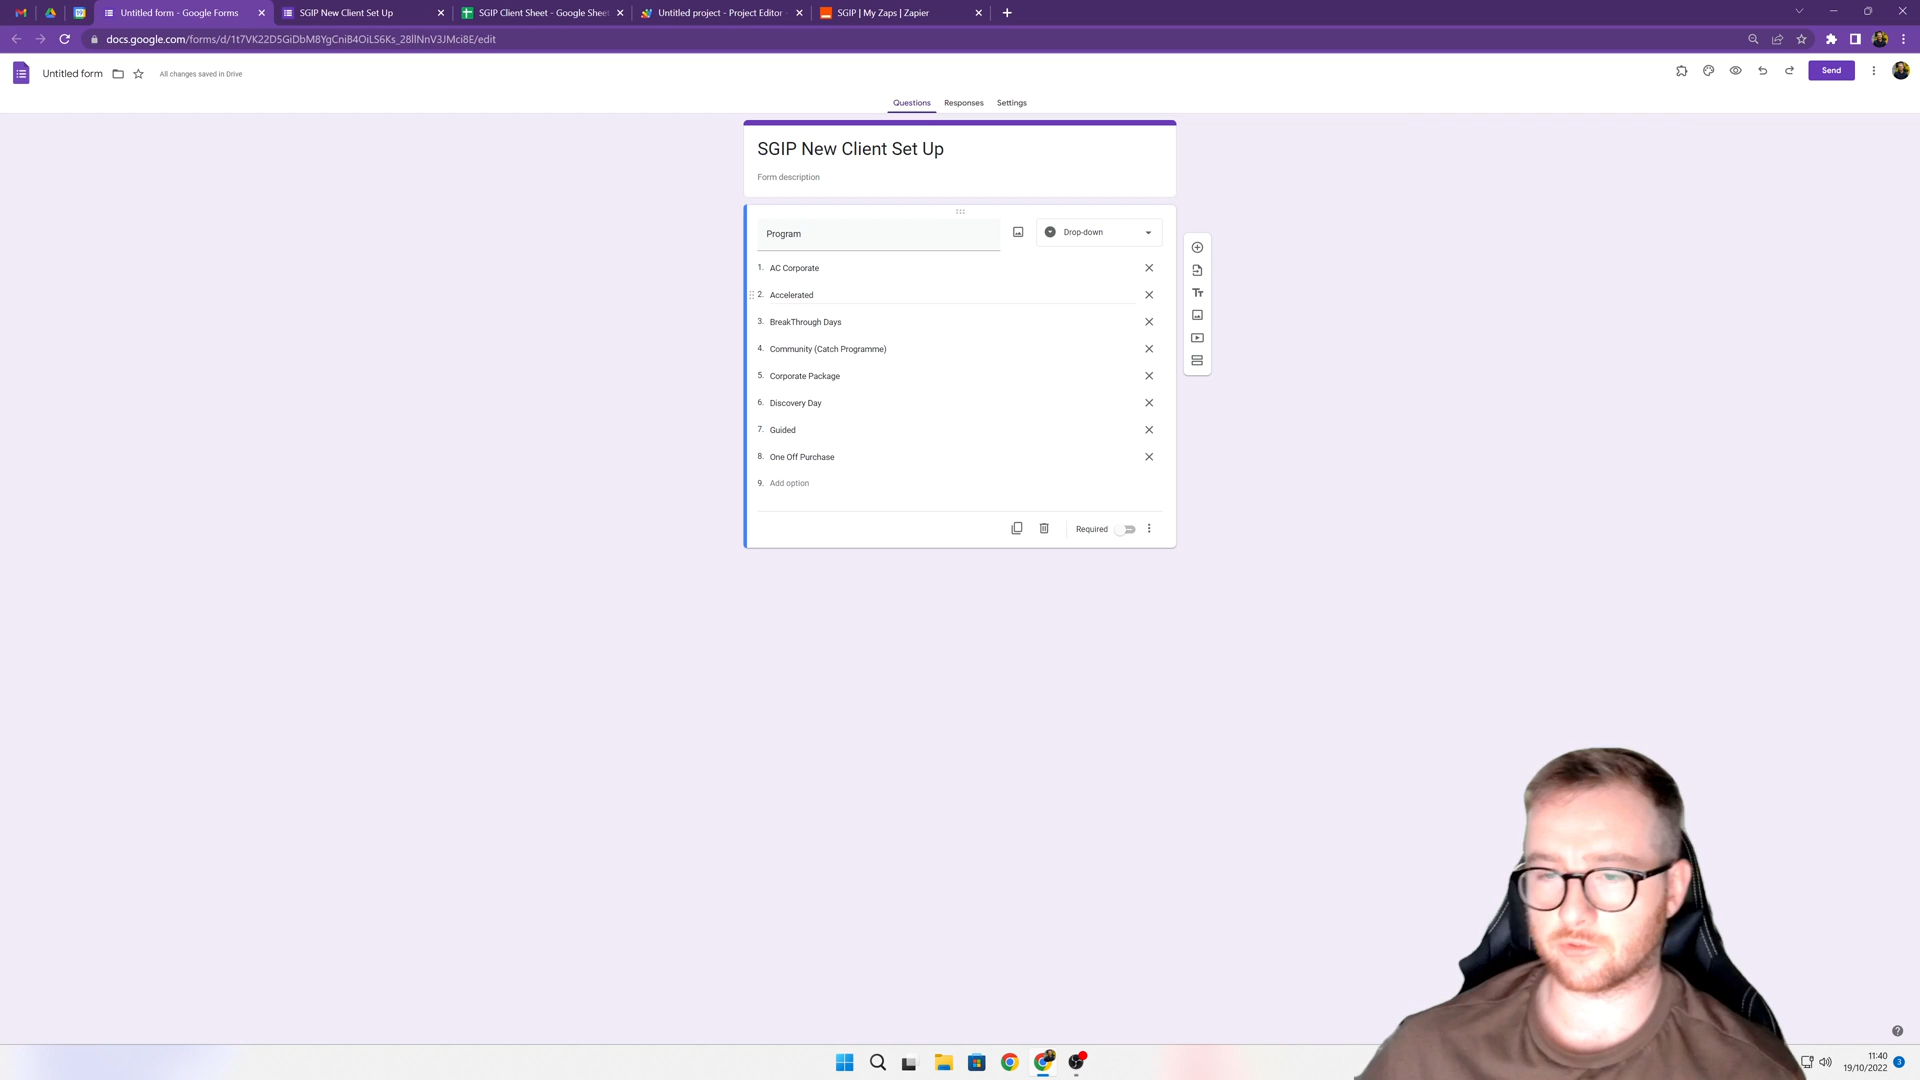 Untitled form - Google Forms
SGIP New Client Set Up
SGIP Client Sheet - Google Sheet
Untitled project - Project Editor -
SGIP | My Zaps | Zapier
docs.google.com/forms/d/1t7VK22D5GiDbM8YgCniB4OiLS6Ks_28llNnV3JMci8E/edit
Untitled form
All changes saved in Drive
Send
Questions
Responses
Settings
SGIP New Client Set Up
Form description
Program
Drop-down
1. AC Corporate
2. Accelerated
3. BreakThrough Days
4. Community (Catch Programme)
5. Corporate Package
6. Discovery Day
7. Guided
8. One Off Purchase
9. Add option
Required
11:40
19/10/2022
3